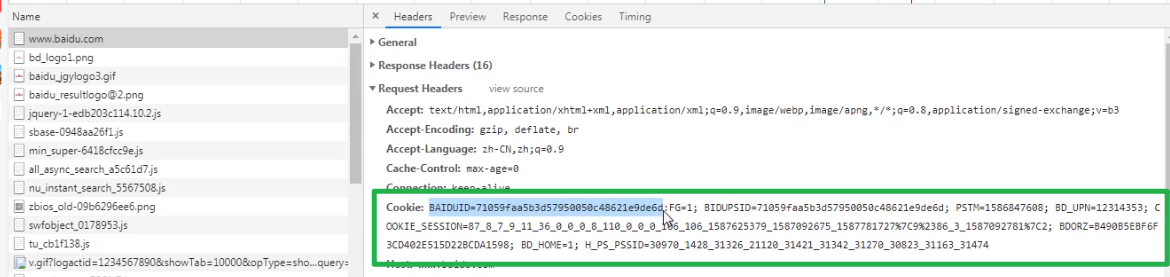 Name
www.baidu.com
bd_logo1.png
baidu_jgylogo3.gif
baidu_resultlogo@2.png
jquery-1-edb203c114.10.2.js
sbase-0948aa26f1.js
min_super-6418cfcc9e.js
all_async_search_a5c61d7.js
nu_instant_search_5567508.js
zbios_old-09b6296ee6.png
swfobject_0178953.js
tu_cb1f138.js
v.gif?logactid=1234567890&showTab=10000&opType=sho...query=
× Headers Preview Response Cookies Timing
General
Response Headers (16)
Request Headers view source
Accept: text/html,application/xhtml+xml,application/xml;q=0.9,image/webp,image/apng,*/*;q=0.8,application/signed-exchange;v=b3
Accept-Encoding: gzip, deflate, br
Accept-Language: zh-CN,zh;q=0.9
Cache-Control: max-age=0
Connection: keep-alive
Cookie: BAIDUID=71059faa5b3d57950050c48621e9de6d:FG=1; BIDUPSID=71059faa5b3d57950050c48621e9de6d; PSTM=1586847608; BD_UPN=12314353; C
OOKIE_SESSION=87_8_7_9_11_36_0_0_0_8_110_0_0_0_106_106_1587625379_1587092675_1587781727%7C9%2386_3_1587092781%7C2; BDORZ=B490B5EBF6F
3CD402E515D22BCDA1598; BD_HOME=1; H_PS_PSSID=30970_1428_31326_21120_31421_31342_31270_30823_31163_31474